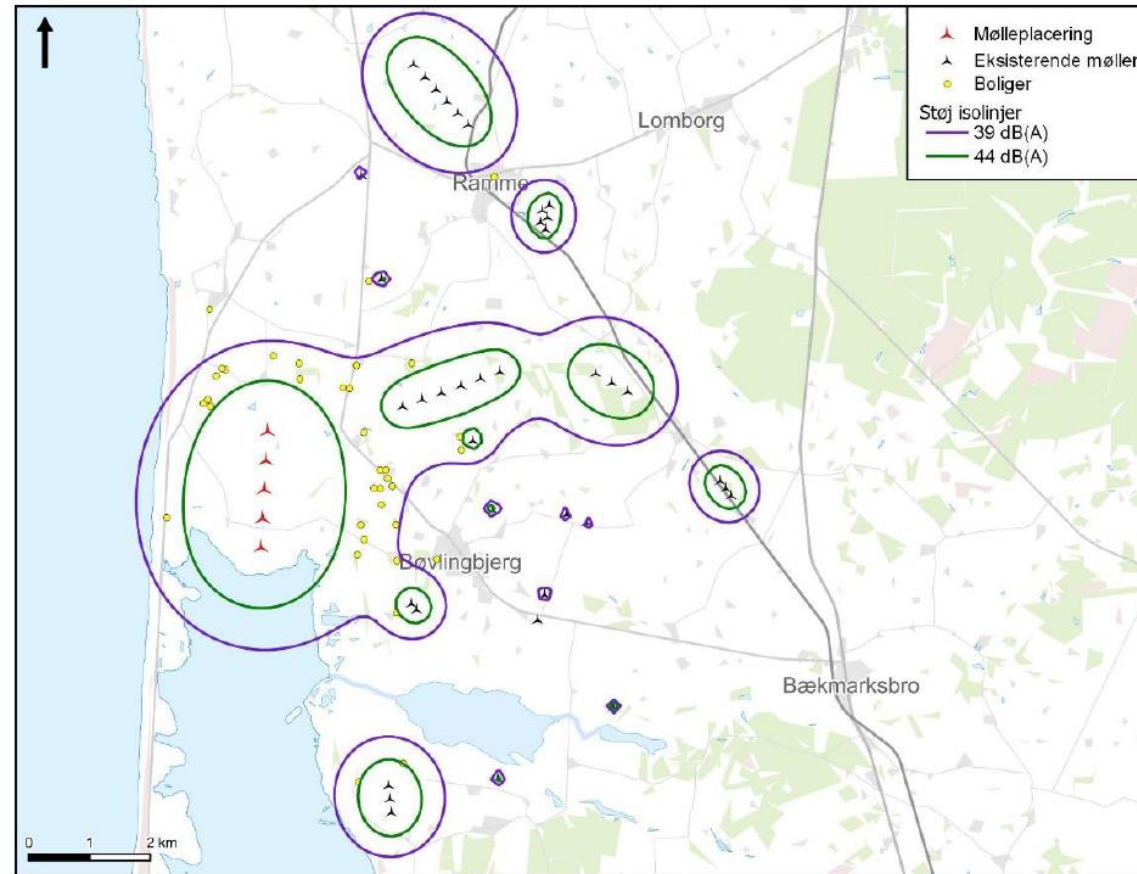 Mølleplacering
Eksisterende møller
Boliger
Støj isolinjer
39 dB(A)
44 dB(A)
Lomborg
Ramme
Bøvlingbjerg
Bækmarksbro
0 1 2 km